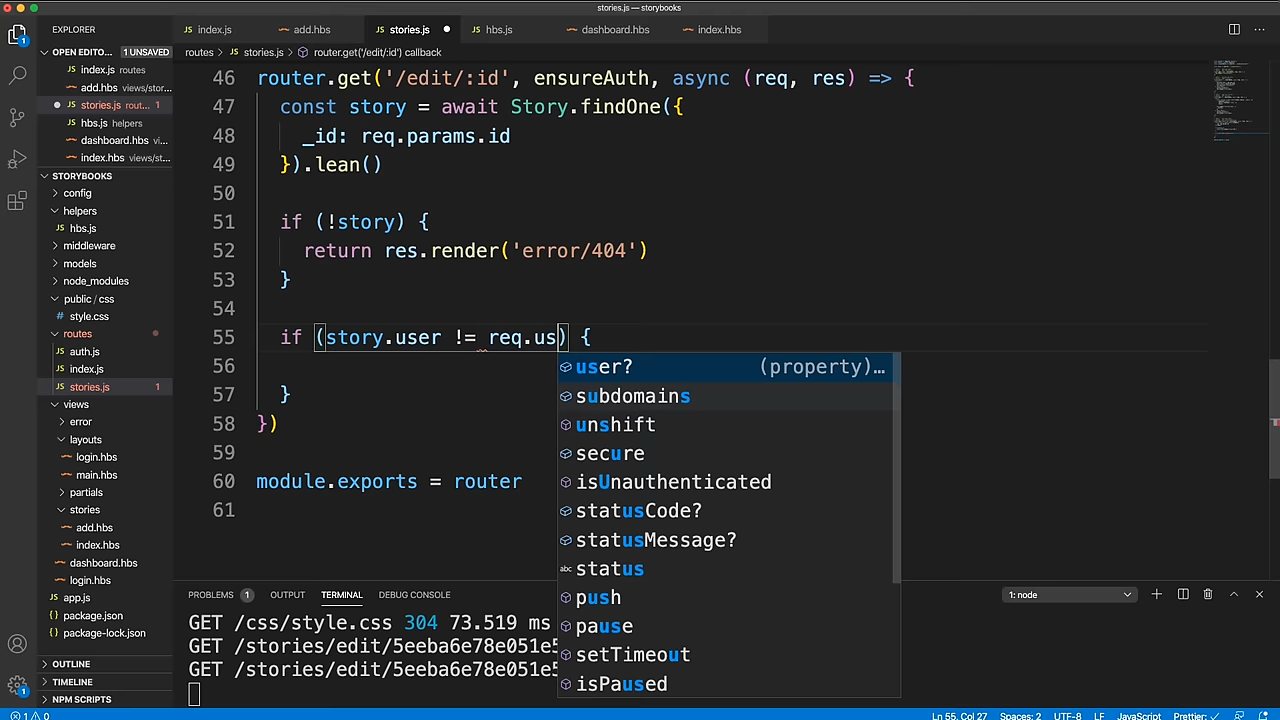 stories.js — storybooks
EXPLORER
index.js
add.hbs
stories.js
hbs.js
dashboard.hbs
index.hbs
OPEN EDITO... 1 UNSAVED
routes > stories.js > router.get('/edit/:id') callback
index.js routes
add.hbs views/stor...
stories.js rout... 1
hbs.js helpers
dashboard.hbs vi...
index.hbs views/st...
STORYBOOKS
config
helpers
hbs.js
middleware
models
node_modules
public / css
style.css
routes
auth.js
index.js
stories.js 1
views
error
layouts
login.hbs
main.hbs
partials
stories
add.hbs
index.hbs
dashboard.hbs
login.hbs
app.js
package.json
package-lock.json
OUTLINE
TIMELINE
NPM SCRIPTS
46 router.get('/edit/:id', ensureAuth, async (req, res) => {
47 const story = await Story.findOne({
48 _id: req.params.id
49 }).lean()
50
51 if (!story) {
52 return res.render('error/404')
53 }
54
55 if (story.user != req.us) {
56
57 }
58 })
59
60 module.exports = router
61
user? (property)...
subdomains
unshift
secure
isUnauthenticated
statusCode?
statusMessage?
abc status
push
pause
setTimeout
isPaused
PROBLEMS 1 OUTPUT TERMINAL DEBUG CONSOLE 1: node
GET /css/style.css 304 73.519 ms
GET /stories/edit/5eeba6e78e051e5
GET /stories/edit/5eeba6e78e051e5
1 0 Ln 55, Col 27 Spaces: 2 UTF-8 LF JavaScript Prettier: ✓